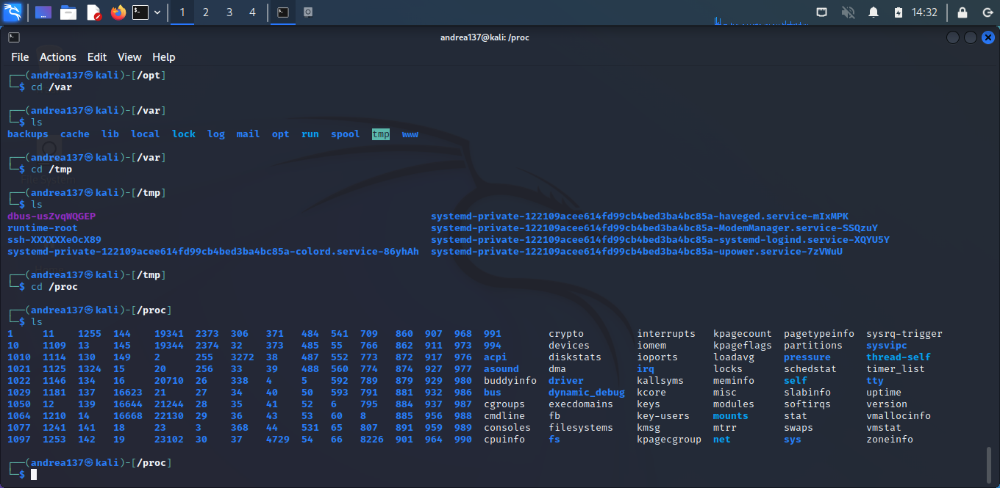 1 2 3 4 14:32
andrea137@kali: /proc
File Actions Edit View Help
┌──(andrea137㉿kali)-[/opt]
└─$ cd /var
┌──(andrea137㉿kali)-[/var]
└─$ ls
backups cache lib local lock log mail opt run spool tmp www
┌──(andrea137㉿kali)-[/var]
└─$ cd /tmp
File System
┌──(andrea137㉿kali)-[/tmp]
└─$ ls
dbus-usZvqWQGEP systemd-private-122109acee614fd99cb4bed3ba4bc85a-haveged.service-mIxMPK
runtime-root systemd-private-122109acee614fd99cb4bed3ba4bc85a-ModemManager.service-SSQzuY
ssh-XXXXXXeOcX89 systemd-private-122109acee614fd99cb4bed3ba4bc85a-systemd-logind.service-XQYU5Y
systemd-private-122109acee614fd99cb4bed3ba4bc85a-colord.service-86yhAh systemd-private-122109acee614fd99cb4bed3ba4bc85a-upower.service-7zVWuU
┌──(andrea137㉿kali)-[/tmp]
└─$ cd /proc
┌──(andrea137㉿kali)-[/proc]
└─$ ls
1 11 1255 144 19341 2373 306 371 484 541 709 860 907 968 991 crypto interrupts kpagecount pagetypeinfo sysrq-trigger
10 1109 13 145 19344 2374 32 373 485 55 766 862 911 973 994 devices iomem kpageflags partitions sysvipc
1010 1114 130 149 2 255 3272 38 487 552 773 872 917 976 acpi diskstats ioports loadavg pressure thread-self
1021 1125 1324 15 20 256 33 39 488 560 774 874 927 977 asound dma irq locks schedstat timer_list
1022 1146 134 16 20710 26 338 4 5 592 789 879 929 980 buddyinfo driver kallsyms meminfo self tty
1029 1181 137 16623 21 27 34 40 50 593 791 881 932 986 bus dynamic_debug kcore misc slabinfo uptime
1050 12 139 16644 21244 28 35 41 52 6 795 884 937 987 cgroups execdomains keys modules softirqs version
1064 1210 14 16668 22130 29 36 43 53 60 8 885 956 988 cmdline fb key-users mounts stat vmallocinfo
1077 1241 141 18 23 3 368 44 531 65 807 891 959 989 consoles filesystems kmsg mtrr swaps vmstat
1097 1253 142 19 23102 30 37 4729 54 66 8226 901 964 990 cpuinfo fs kpagecgroup net sys zoneinfo
┌──(andrea137㉿kali)-[/proc]
└─$